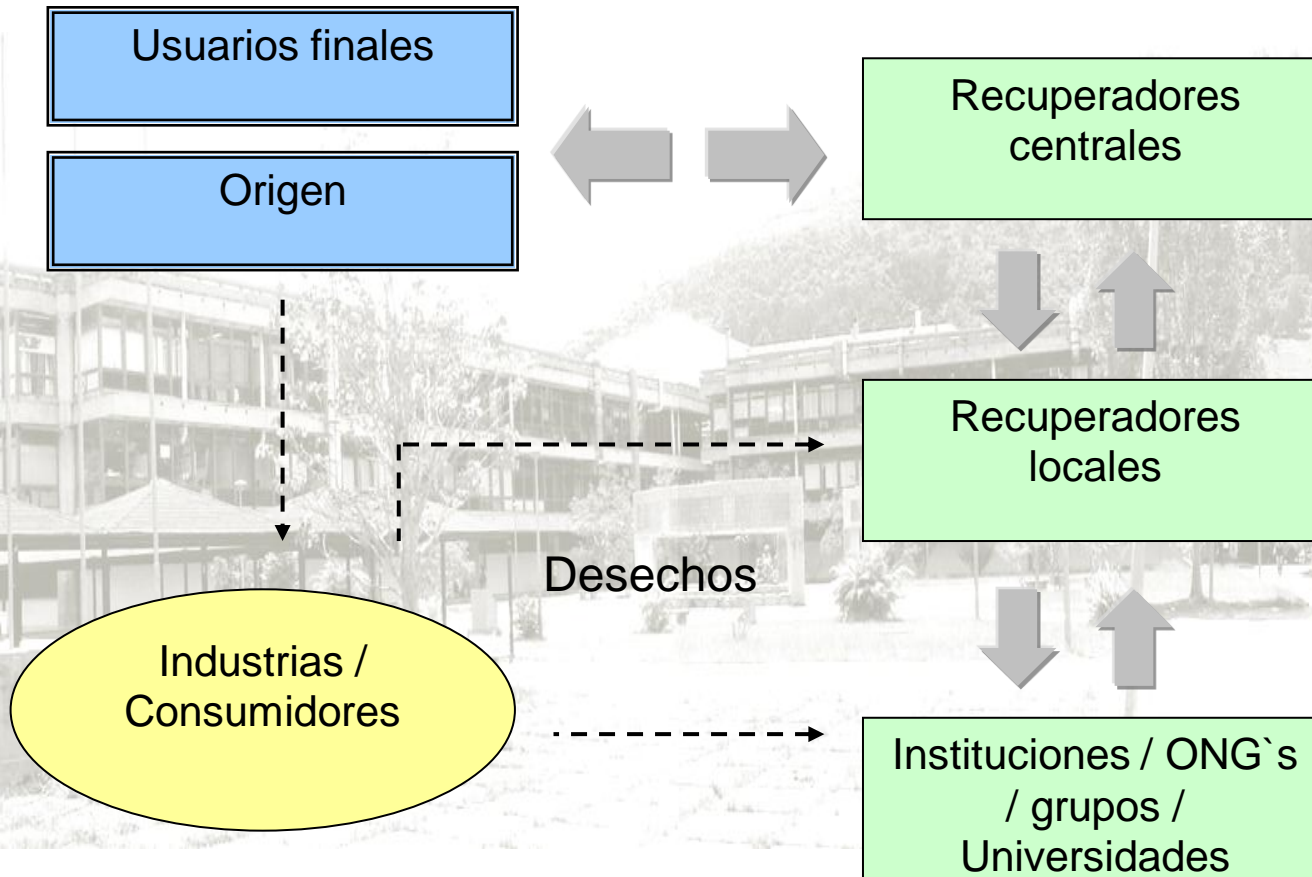 Usuarios finales
Origen
Recuperadores
centrales
Recuperadores
locales
Desechos
Industrias /
Consumidores
Instituciones / ONG`s
/ grupos /
Universidades